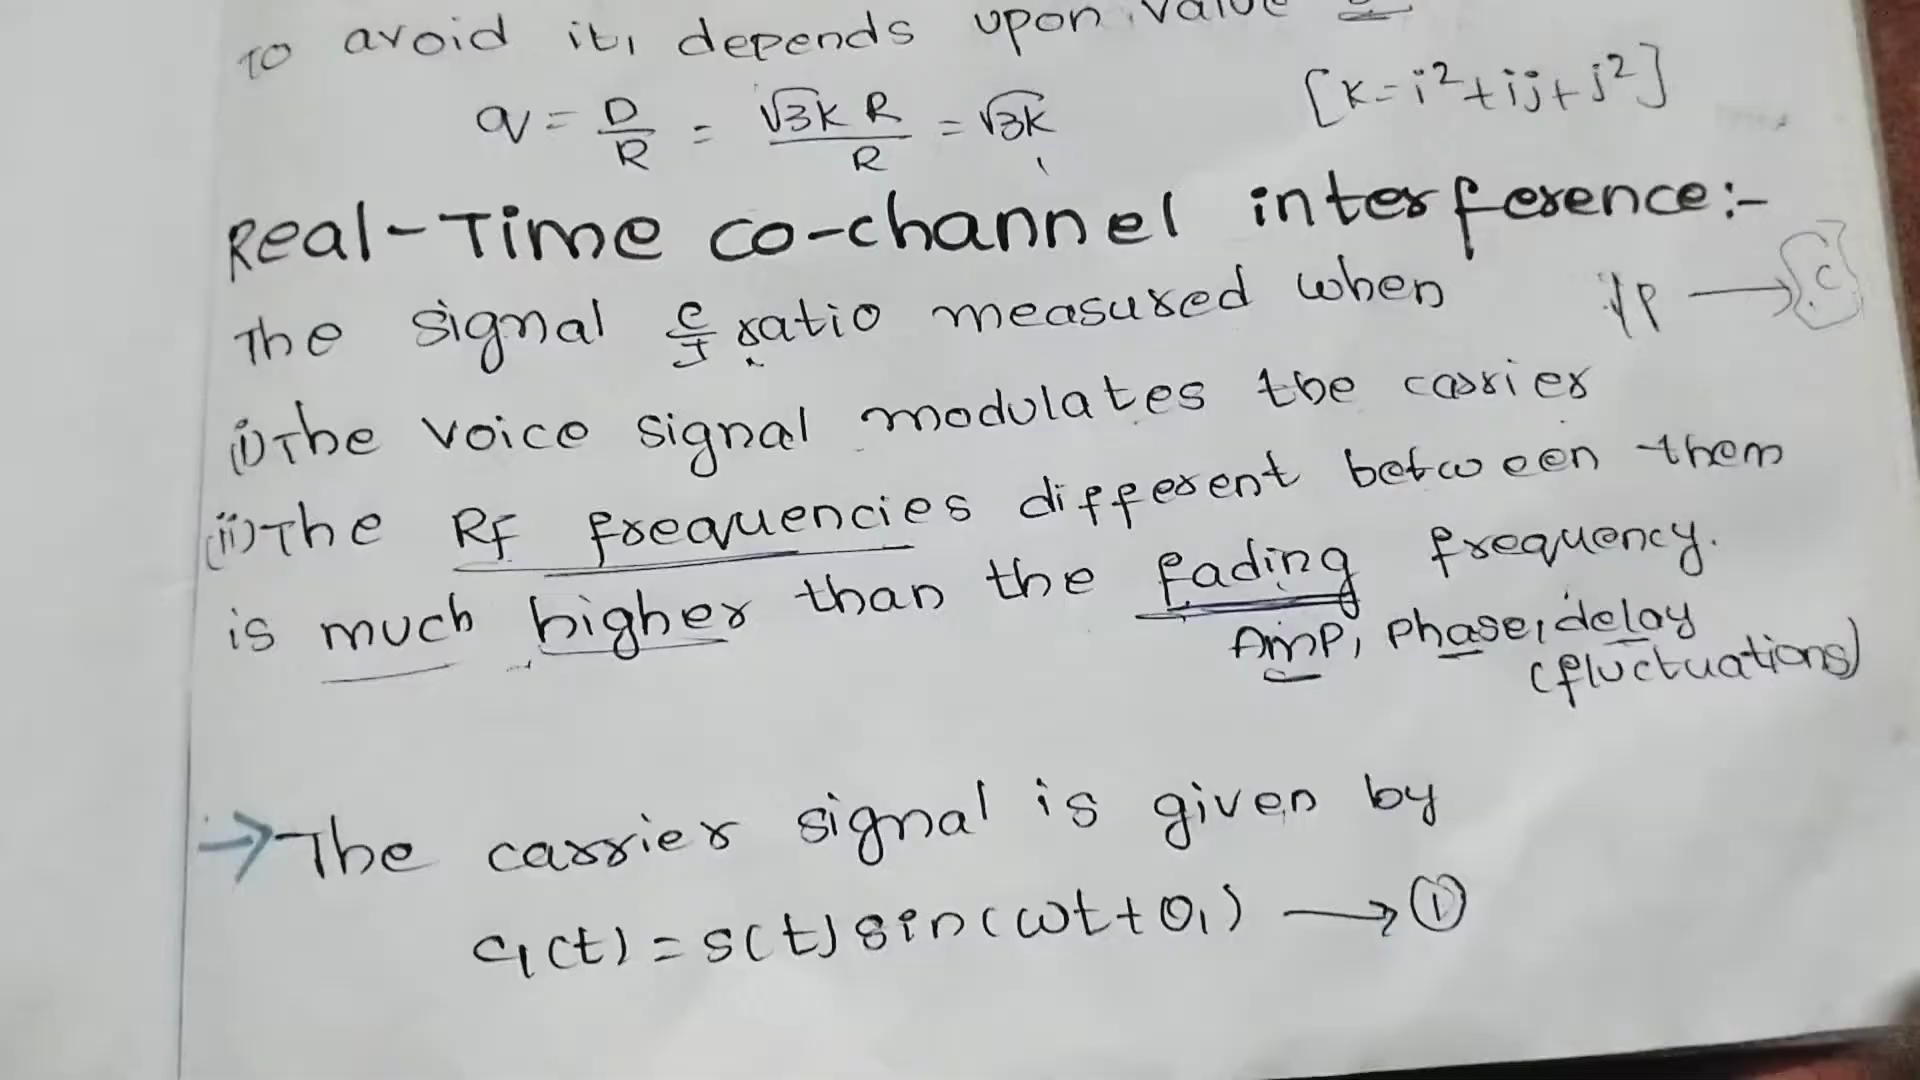 To avoid it, depends upon value
q = D/R = √3K R/R = √3K [K=i²+ij+j²]
Real-Time co-channel interference:-
The signal C/I ratio measured when
i/p → C
(i) The voice signal modulates the carrier
(ii) The RF frequencies different between them
is much higher than the fading frequency.
Amp, phase, delay
(fluctuations)
→ The carrier signal is given by
C₁(t) = s(t) sin(ωt+θ₁) → ①